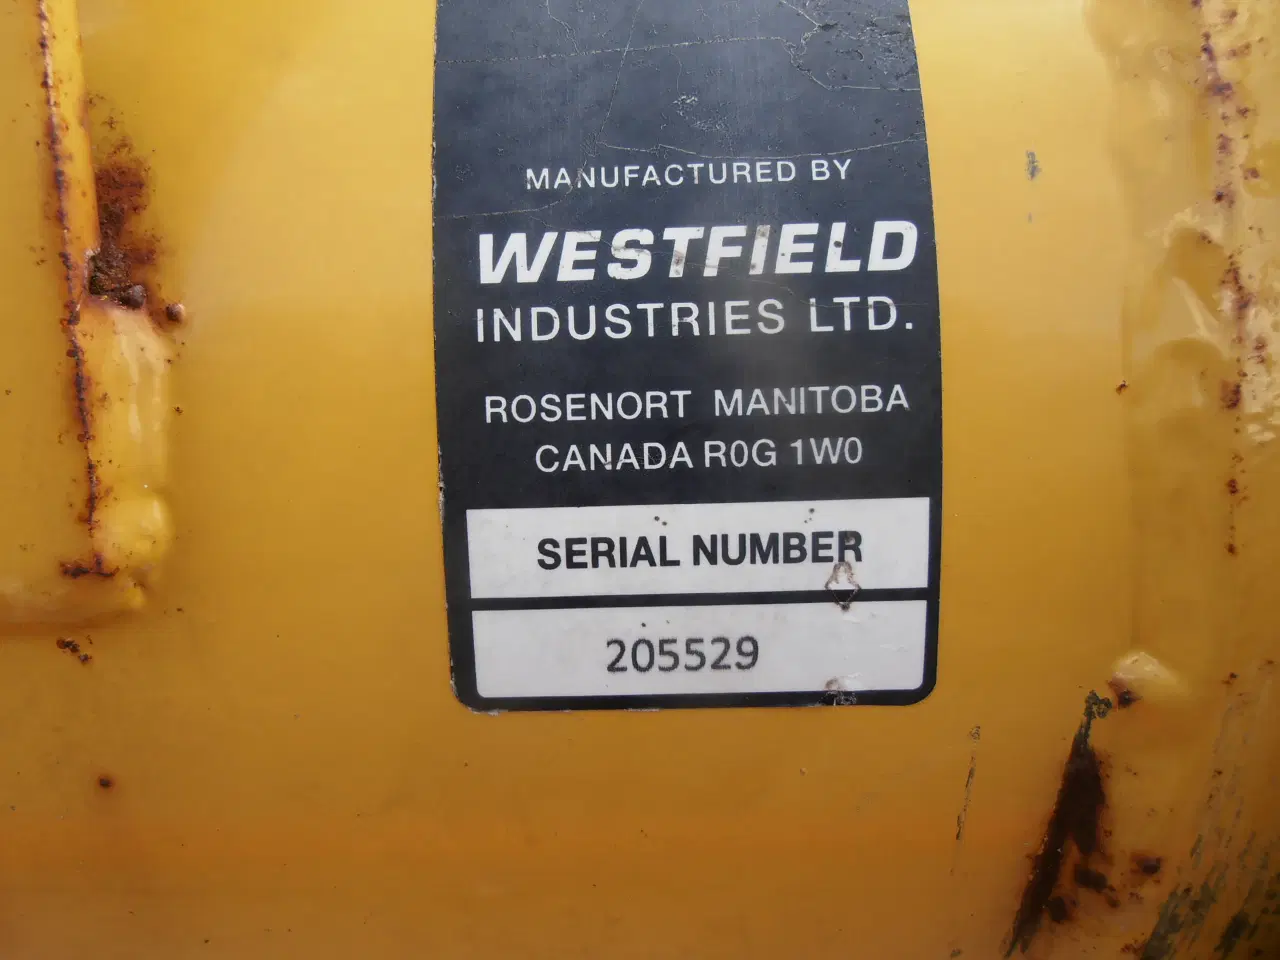 MANUFACTURED BY
WESTFIELD
INDUSTRIES LTD.
ROSENORT MANITOBA
CANADA R0G 1W0
SERIAL NUMBER
205529